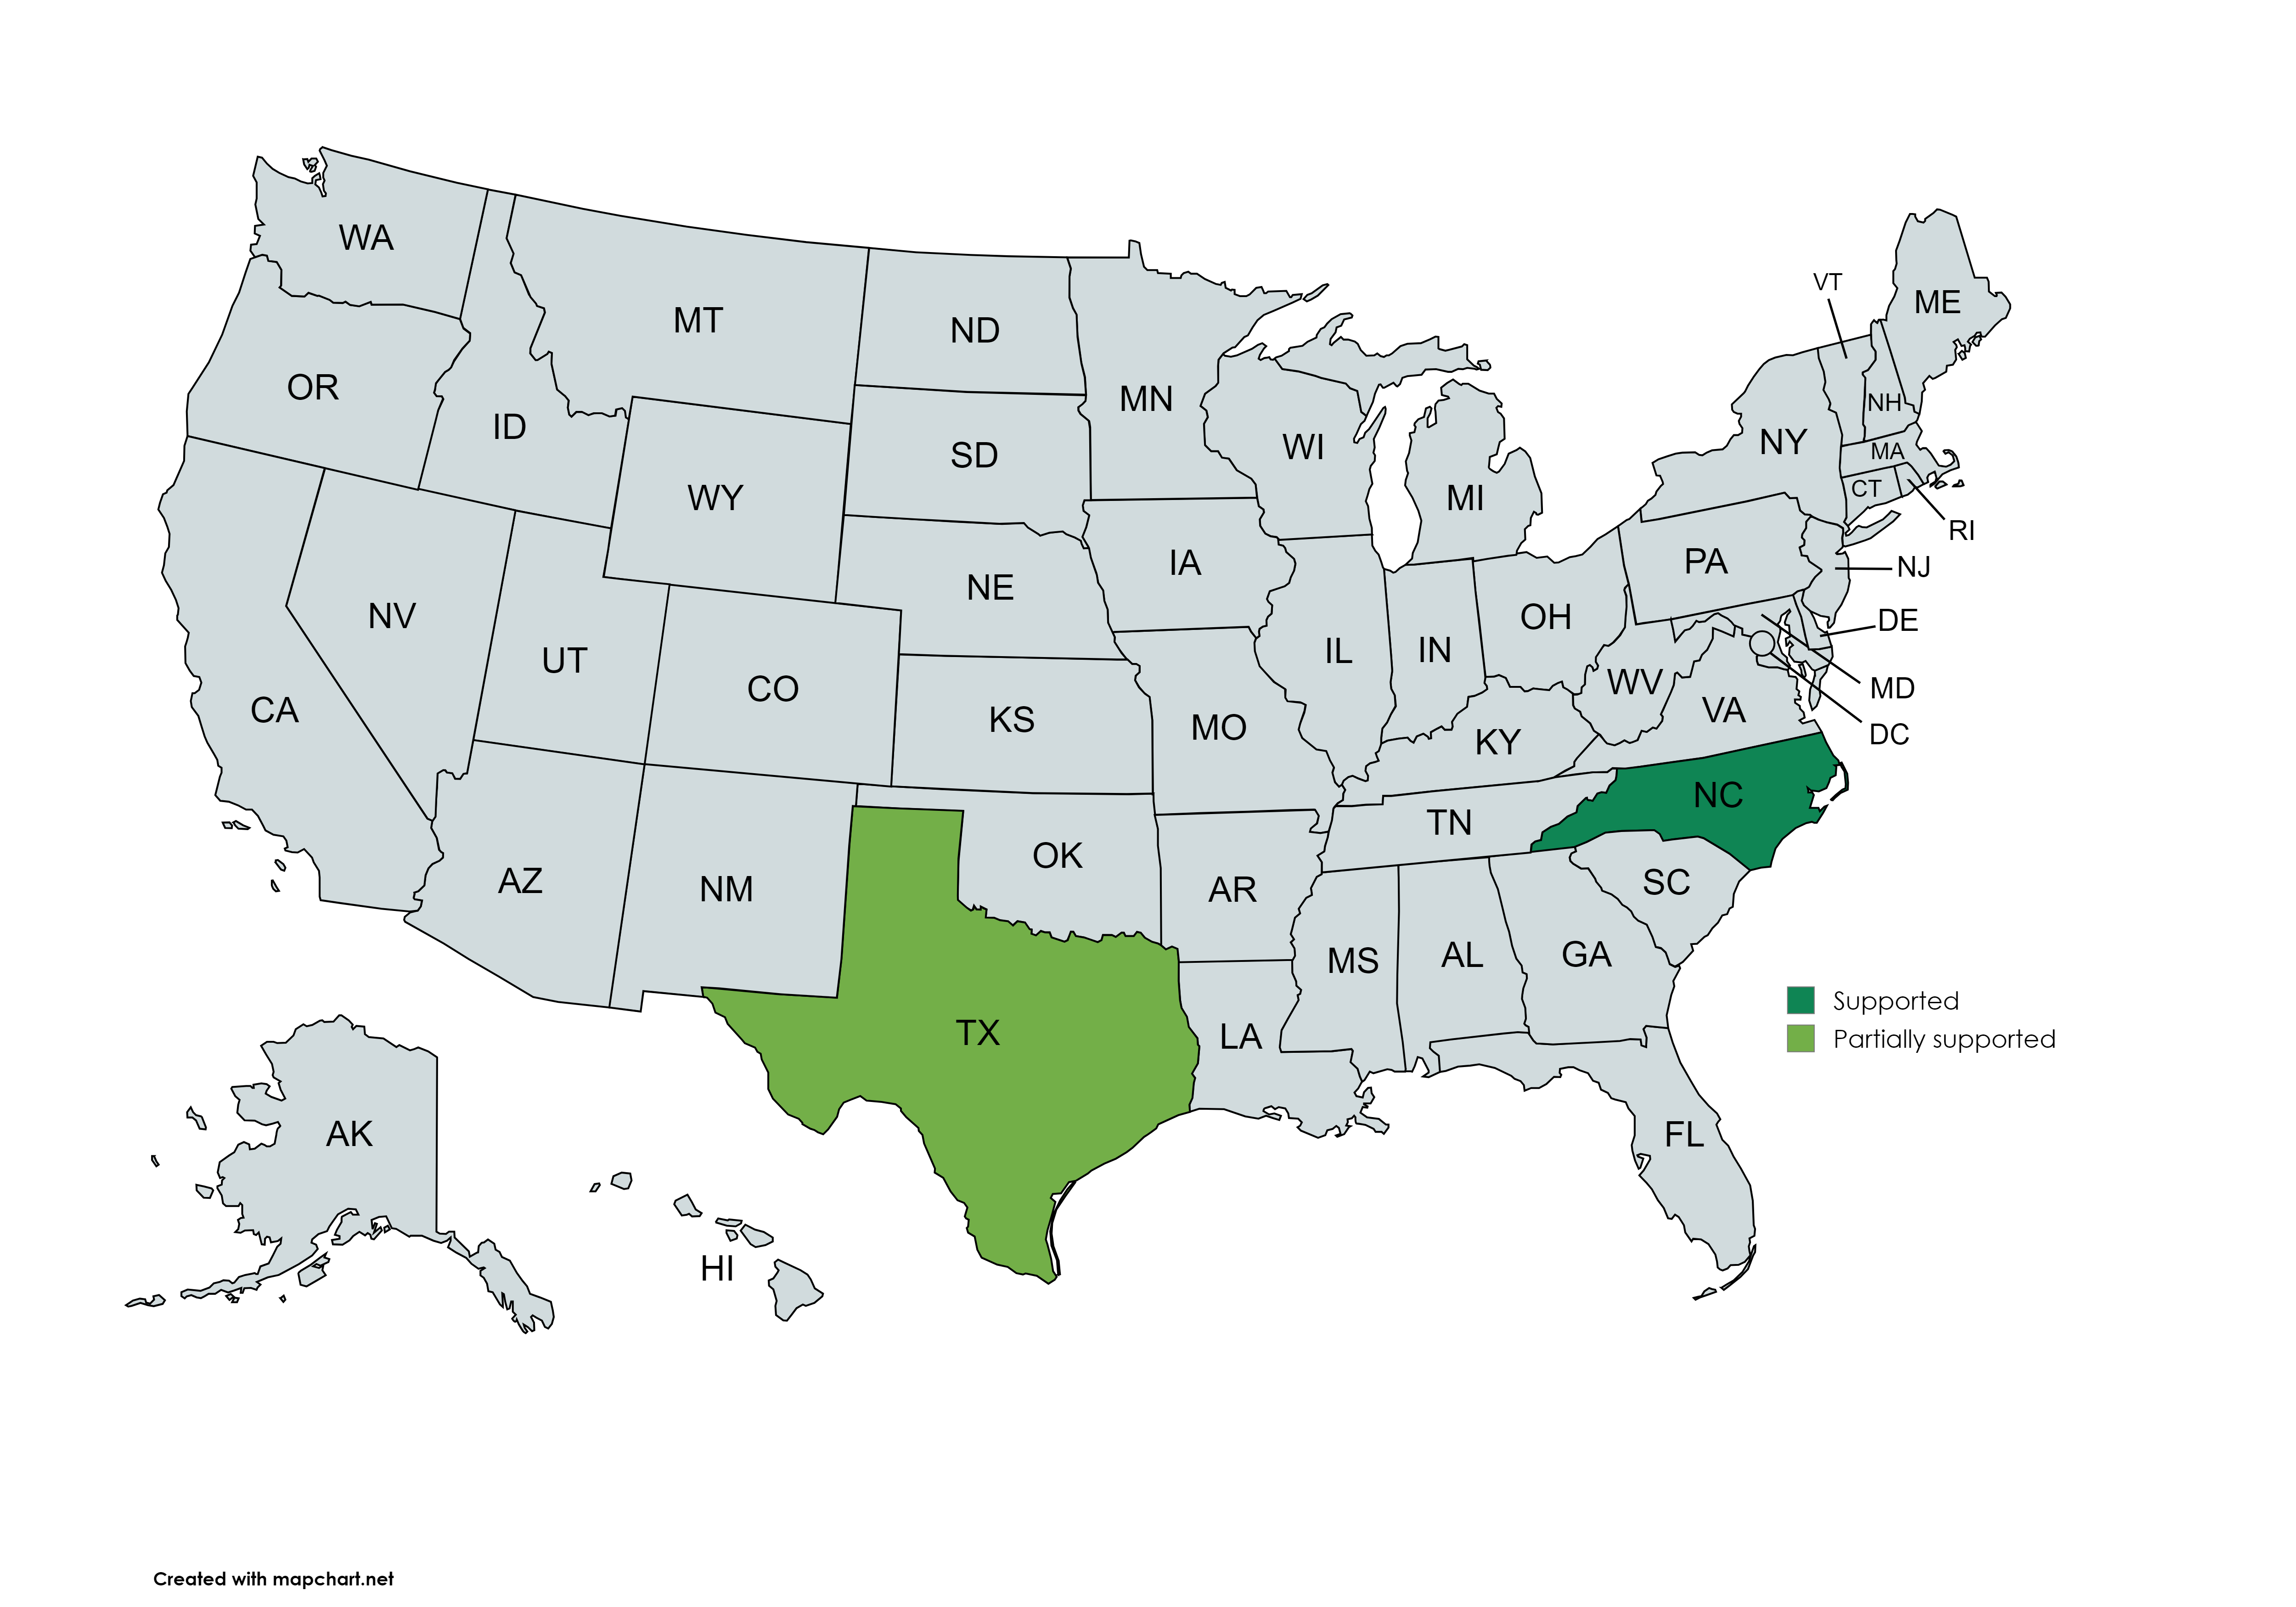 WA
MT
ND
MN
VT
ME
OR
ID
WY
SD
WI
MI
NY
NH
MA
CT
RI
NV
UT
CO
NE
IA
IL
IN
OH
PA
NJ
DE
MD
DC
CA
KS
MO
KY
WV
VA
AZ
NM
OK
AR
TN
NC
SC
TX
LA
MS
AL
GA
FL
AK
HI
Supported
Partially supported
Created with mapchart.net